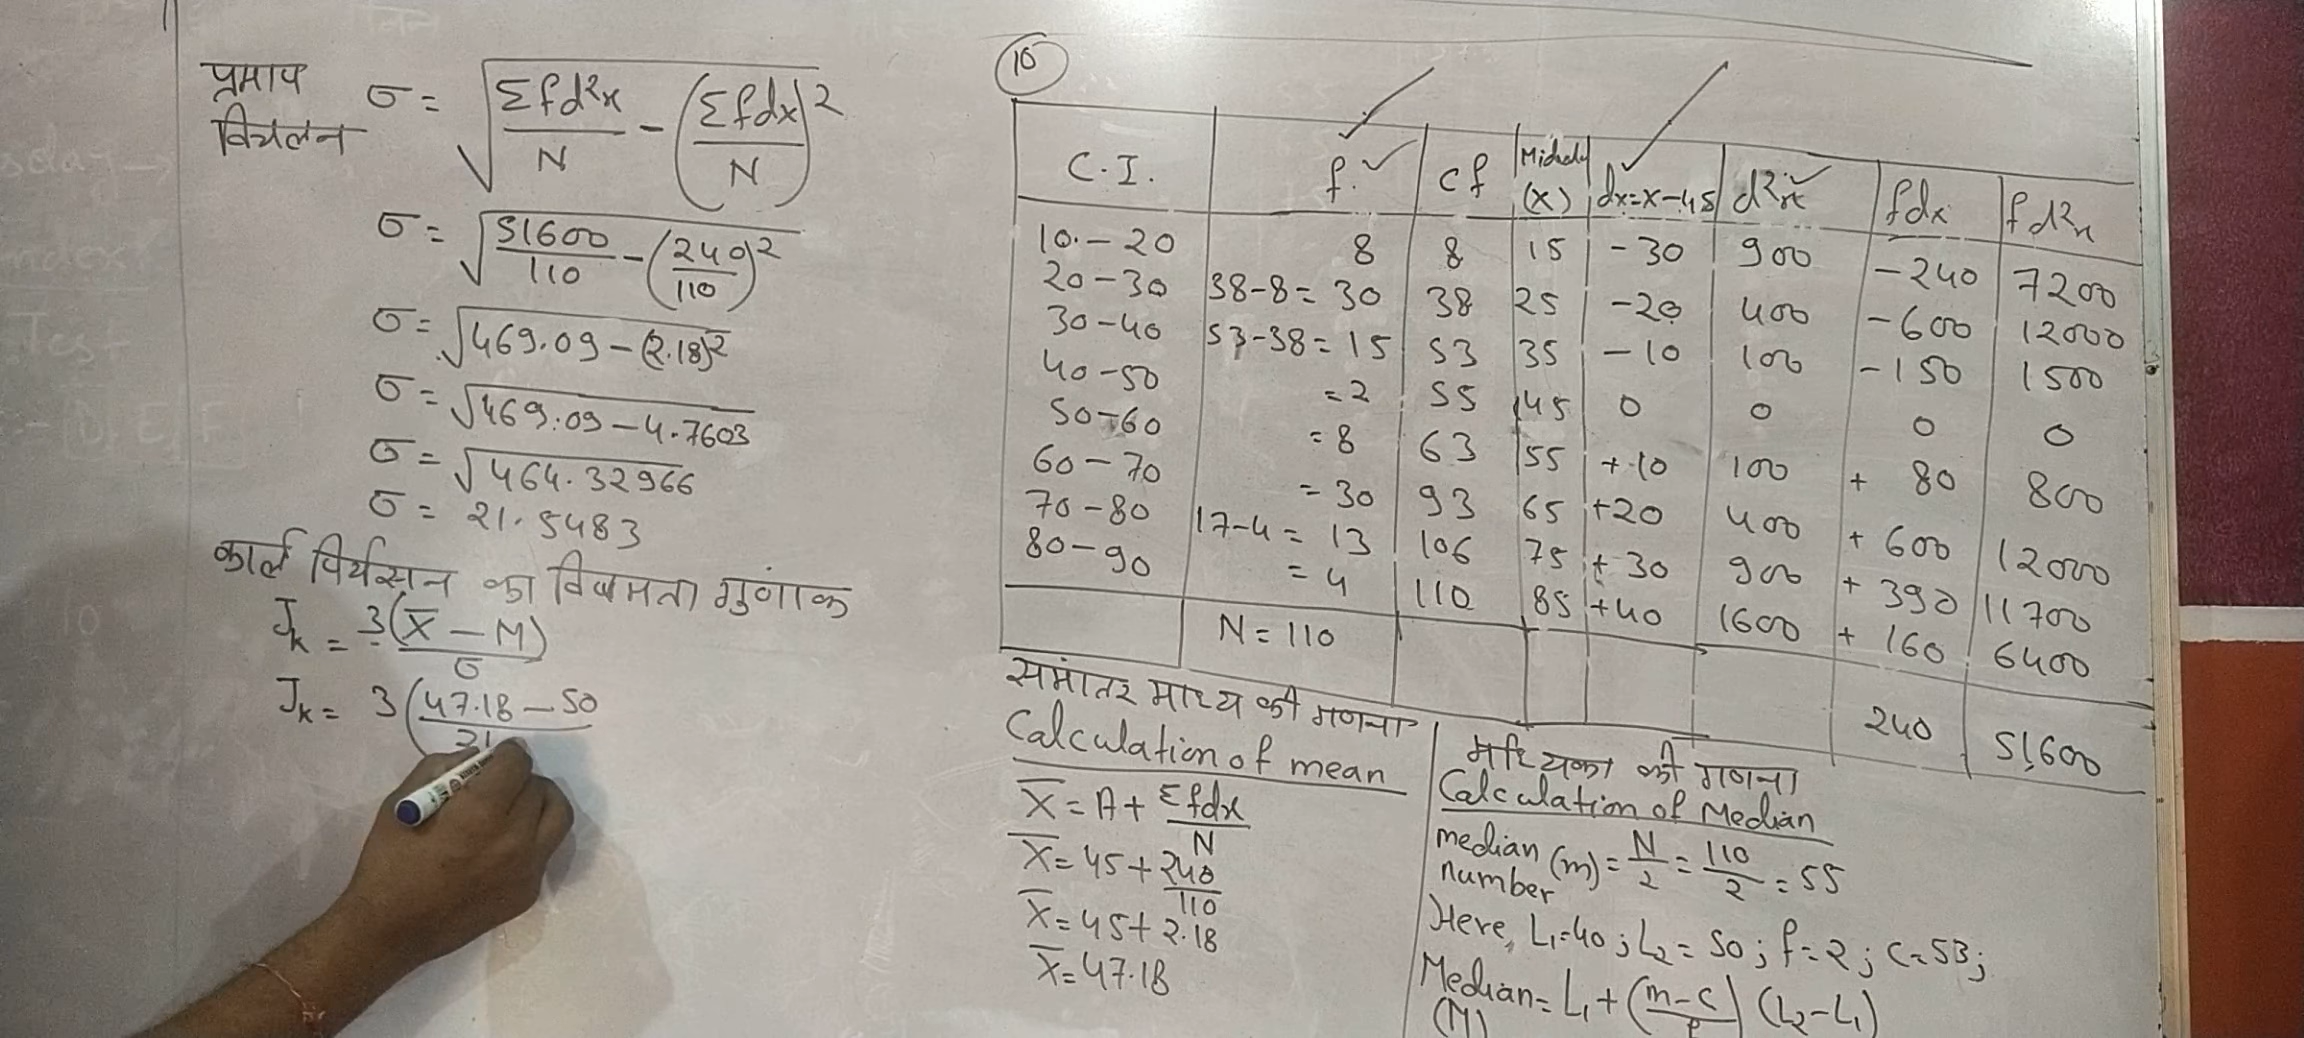 प्रमाप
विचलन
σ = √(Σfd²x/N − (Σfdx/N)²)
σ = √(51600/110 − (240/110)²)
σ = √469.09 − (2.18)²
σ = √469.09 − 4.7603
σ = √464.32966
σ = 21.5483
कार्ल पिर्यसन का विषमता गुणांक
Jk = 3(X̄ − M)/σ
Jk = 3(47.18 − 50/21
10
C.I. f. cf (x) dx=x−45 d²x fdx fd²x
10 − 20 8 8 15 −30 900 −240 7200
20 − 30 38−8 = 30 38 25 −20 400 −600 12000
30 − 40 53−38 = 15 53 35 −10 100 −150 1500
40 − 50 = 2 55 45 0 0 0 0
50 − 60 = 8 63 55 +10 100 + 80 800
60 − 70 = 30 93 65 +20 400 + 600 12000
70 − 80 17−4 = 13 106 75 + 30 900 + 390 11700
80 − 90 = 4 110 85 +40 1600 + 160 6400
N = 110 240 51,600
समांतर माध्य की गणना
Calculation of mean
X̄ = A + Σfdx/N
X̄ = 45 + 240/110
X̄ = 45 + 2.18
X̄ = 47.18
मध्यिका की गणना
Calculation of Median
median number (m) = N/2 = 110/2 = 55
Here, L₁=40 ; L₂ = 50 ; f = 2 ; c = 53 ;
Median = L₁ + (m−c/f) (L₂−L₁)
(M)